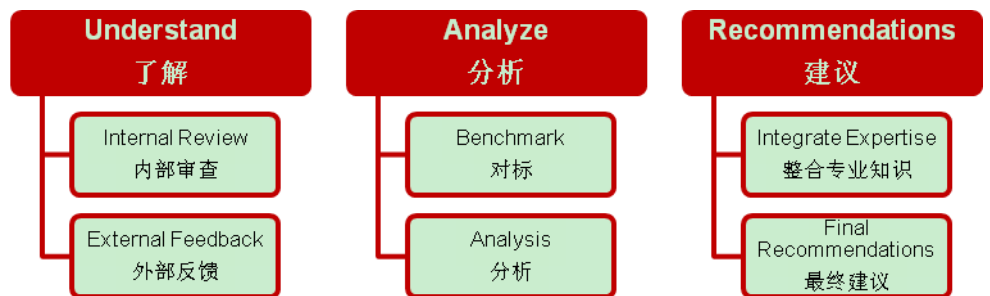 Understand
了解
Internal Review
内部审查
External Feedback
外部反馈
Analyze
分析
Benchmark
对标
Analysis
分析
Recommendations
建议
Integrate Expertise
整合专业知识
Final
Recommendations
最终建议